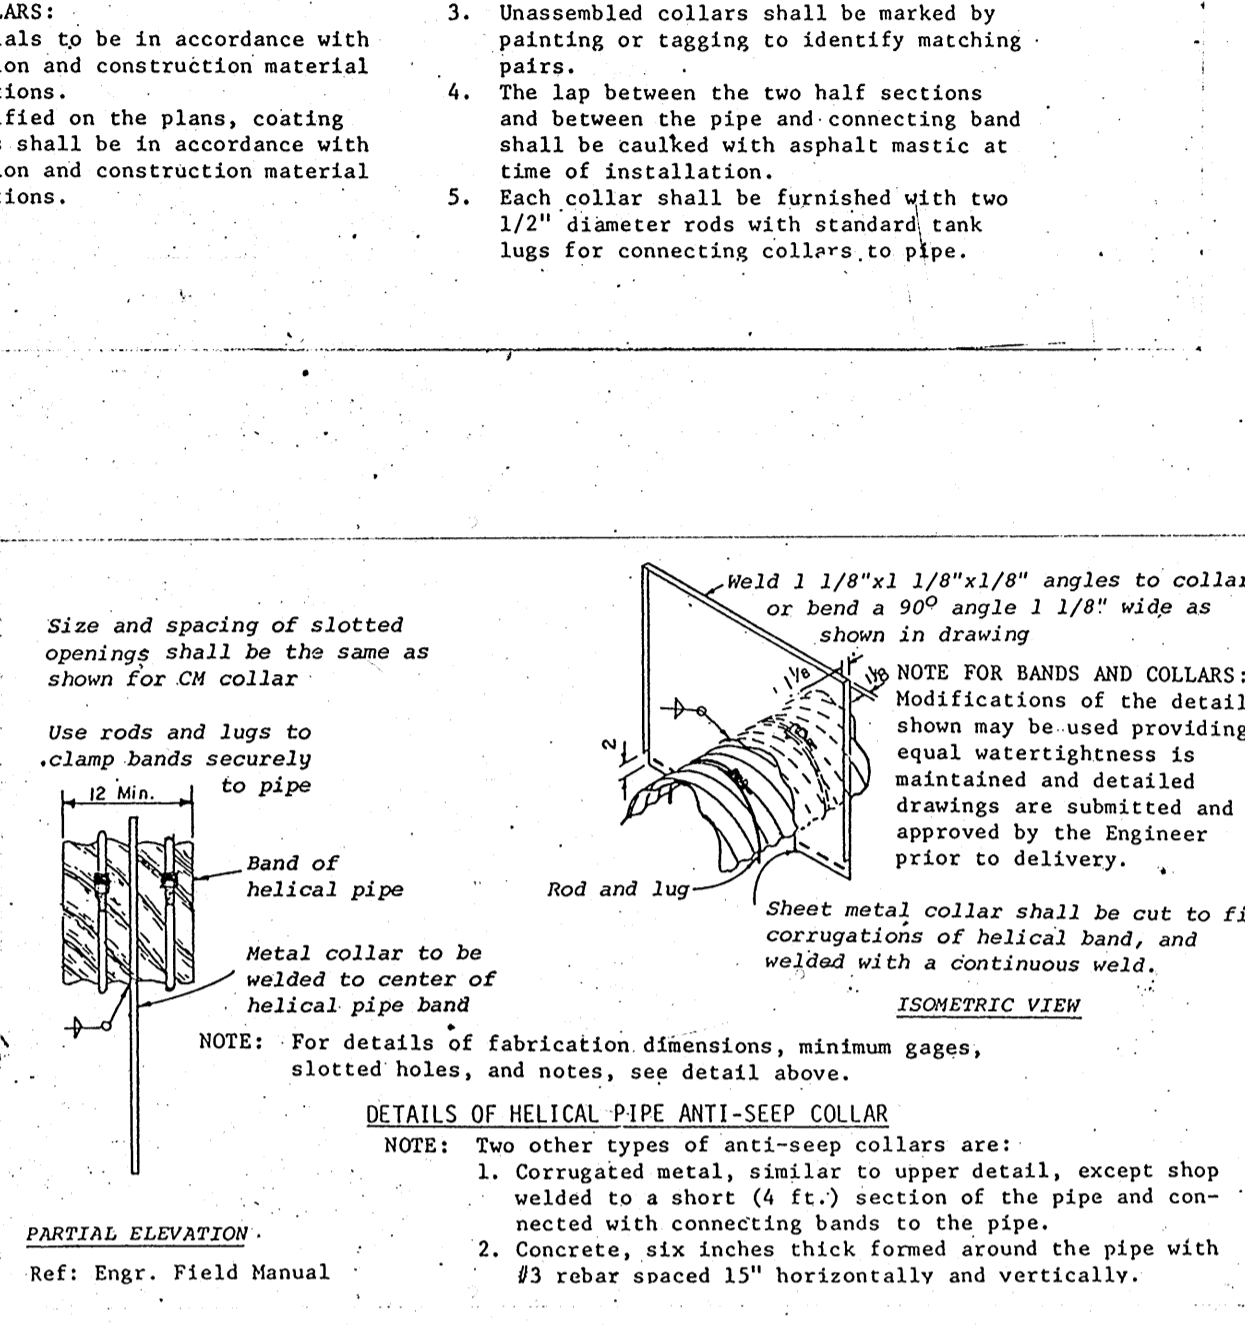 ARS:
als to be in accordance with
on and construction material
ions.
fied on the plans, coating
shall be in accordance with
on and construction material
ions.
3. Unassembled collars shall be marked by
painting or tagging to identify matching
pairs.
4. The lap between the two half sections
and between the pipe and connecting band
shall be caulked with asphalt mastic at
time of installation.
5. Each collar shall be furnished with two
1/2" diameter rods with standard tank
lugs for connecting collars to pipe.
Size and spacing of slotted
openings shall be the same as
shown for CM collar
Use rods and lugs to
clamp bands securely
to pipe
12 Min.
Band of
helical pipe
Metal collar to be
welded to center of
helical pipe band
Weld 1 1/8"x1 1/8"x1/8" angles to collar
or bend a 90° angle 1 1/8" wide as
shown in drawing
1 1/8
1 1/8
2
NOTE FOR BANDS AND COLLARS:
Modifications of the detail
shown may be used providing
equal watertightness is
maintained and detailed
drawings are submitted and
approved by the Engineer
prior to delivery.
Rod and lug
Sheet metal collar shall be cut to fi
corrugations of helical band, and
welded with a continuous weld.
ISOMETRIC VIEW
NOTE: For details of fabrication dimensions, minimum gages,
slotted holes, and notes, see detail above.
DETAILS OF HELICAL PIPE ANTI-SEEP COLLAR
NOTE: Two other types of anti-seep collars are:
1. Corrugated metal, similar to upper detail, except shop
welded to a short (4 ft.) section of the pipe and con-
nected with connecting bands to the pipe.
2. Concrete, six inches thick formed around the pipe with
#3 rebar spaced 15" horizontally and vertically.
PARTIAL ELEVATION
Ref: Engr. Field Manual